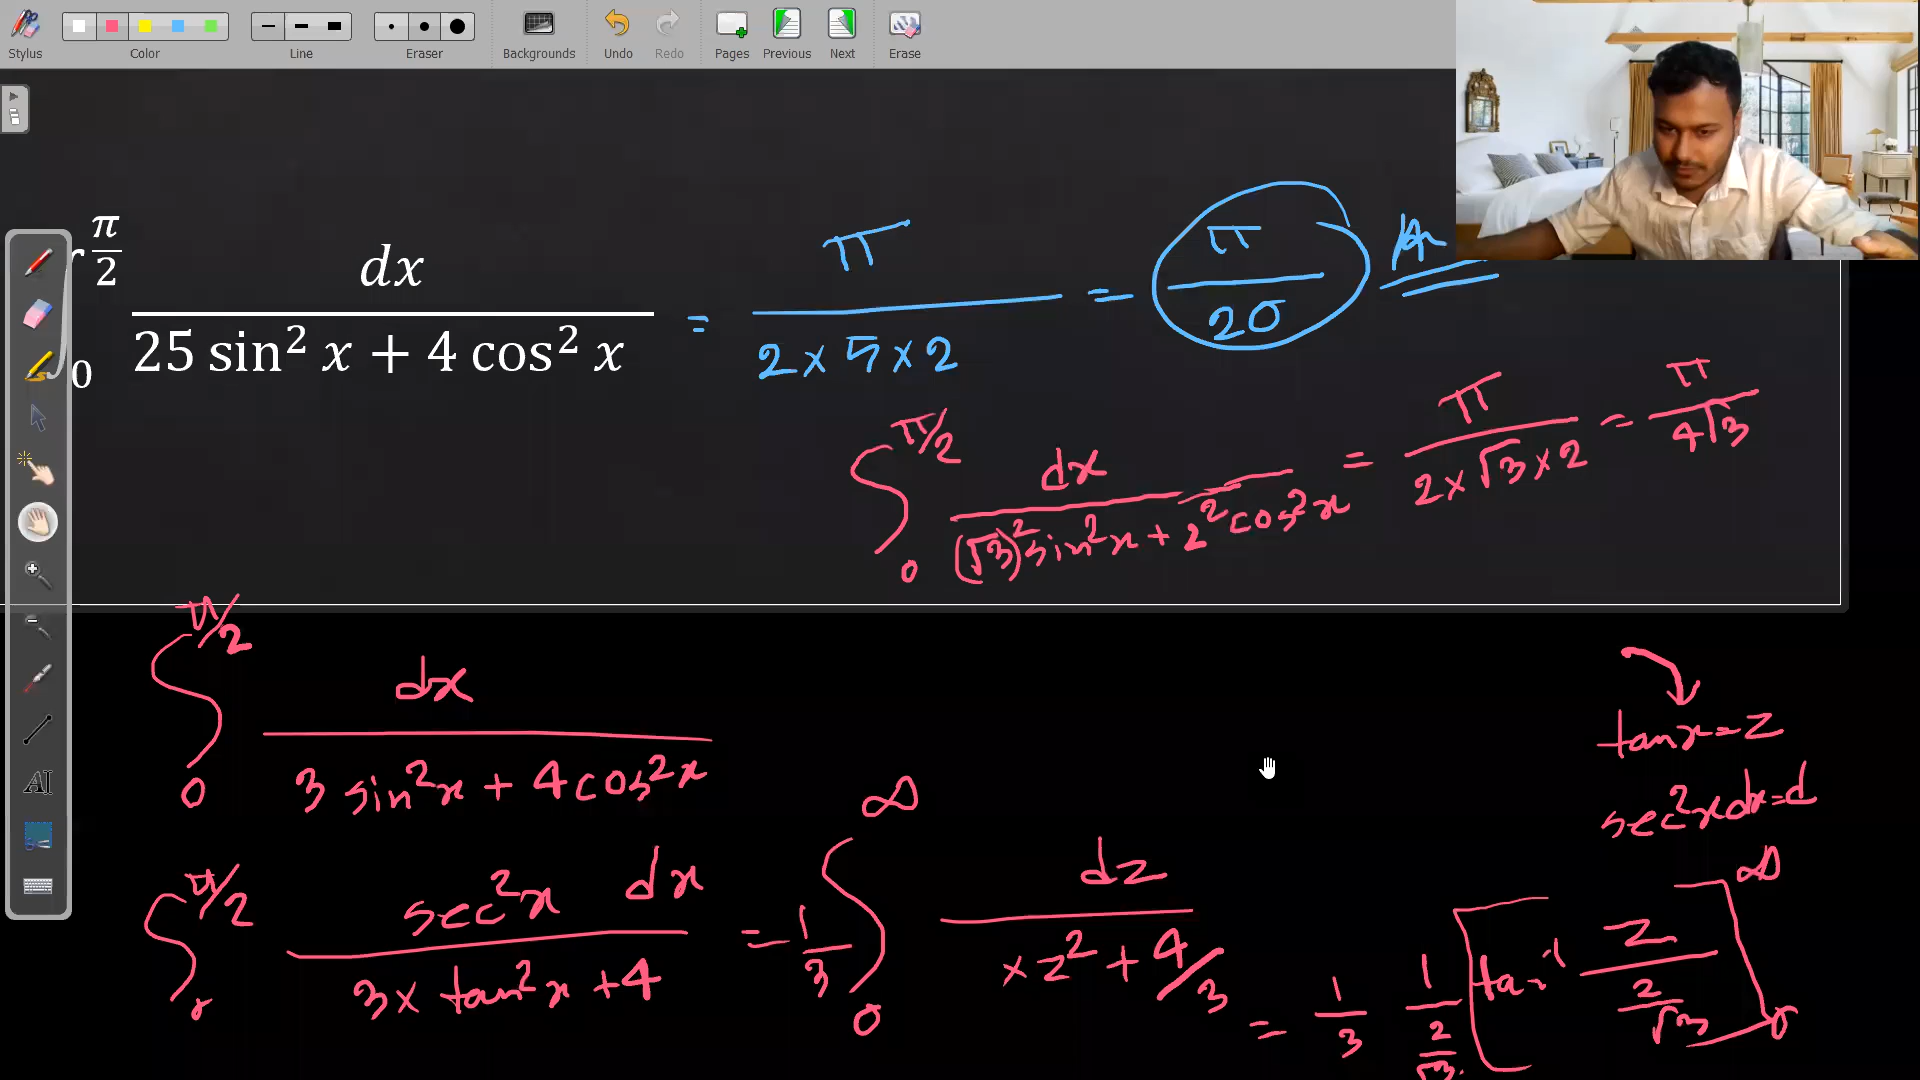 Stylus Color Line Eraser Backgrounds Undo Redo Pages Previous Next Erase
∫₀^{π/2} dx / (25 sin² x + 4 cos² x) = π / (2 × 5 × 2) = π / 20
∫₀^{π/2} dx / ((√3)² sin²x + 2² cos²x) = π / (2 × √3 × 2) = π / 4√3
AI
∫₀^{π/2} dx / (3 sin²x + 4 cos²x)
tan x = z
sec²x dx = d
∫^{π/2} sec²x dx / (3 × tan²x + 4) = 1/3 ∫₀^∞ dz / (× z² + 4/3) = 1/3 1/(2/√3) [tan⁻¹ z/(2/√3)]₀^∞